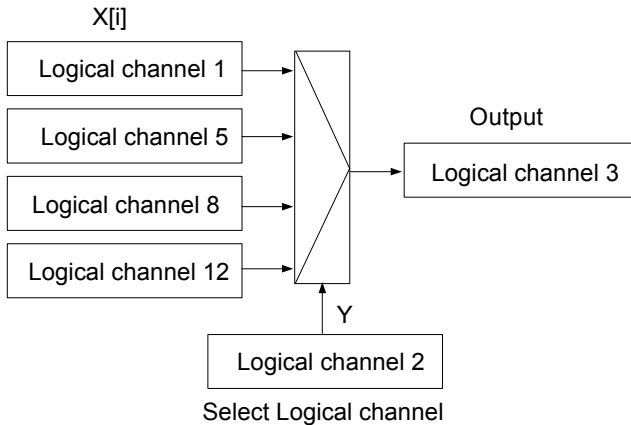 X[i]
Logical channel 1
Logical channel 5
Logical channel 8
Logical channel 12
Output
Logical channel 3
Y
Logical channel 2
Select Logical channel